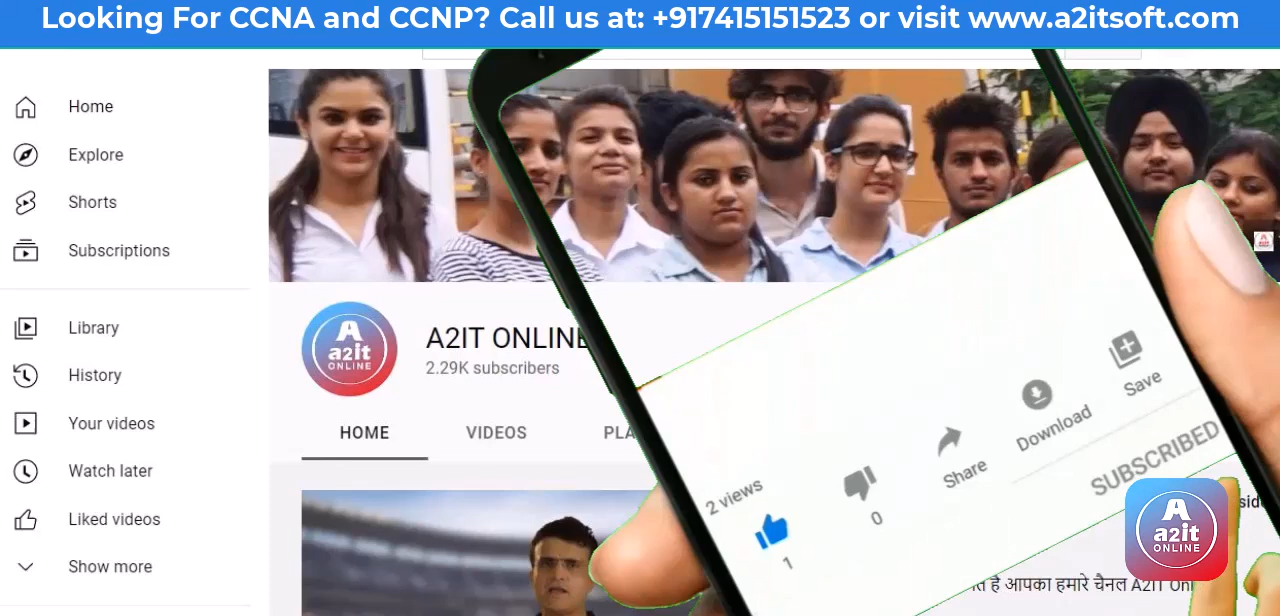 Looking For CCNA and CCNP? Call us at: +917415151523 or visit www.a2itsoft.com
Home
Explore
Shorts
Subscriptions
Library
History
Your videos
Watch later
Liked videos
Show more
A
a2it
ONLINE
A2IT ONLINE
2.29K subscribers
HOME
VIDEOS
2 views
1
0
Share
Download
Save
SUBSCRIBED
A
a2it
ONLINE
है आपका हमारे चैनल A2IT